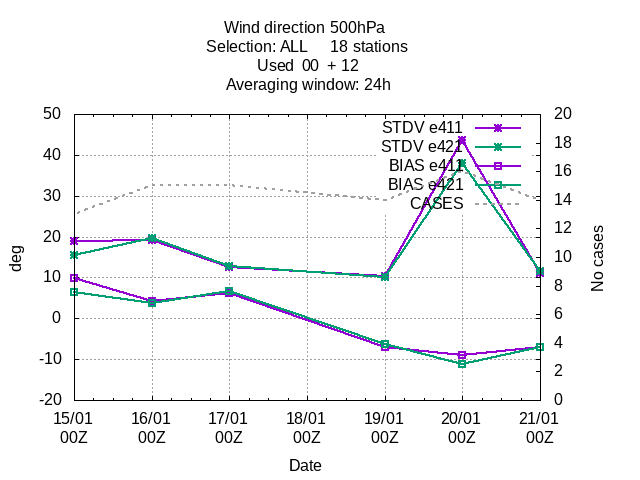 Wind direction 500hPa
Selection: ALL     18 stations
Used  00  + 12
Averaging window: 24h
50
40
30
20
10
0
-10
-20
deg
20
18
16
14
12
10
8
6
4
2
0
No cases
STDV e411
STDV e421
BIAS e411
BIAS e421
CASES
15/01 16/01 17/01 18/01 19/01 20/01 21/01
00Z 00Z 00Z 00Z 00Z 00Z 00Z
Date